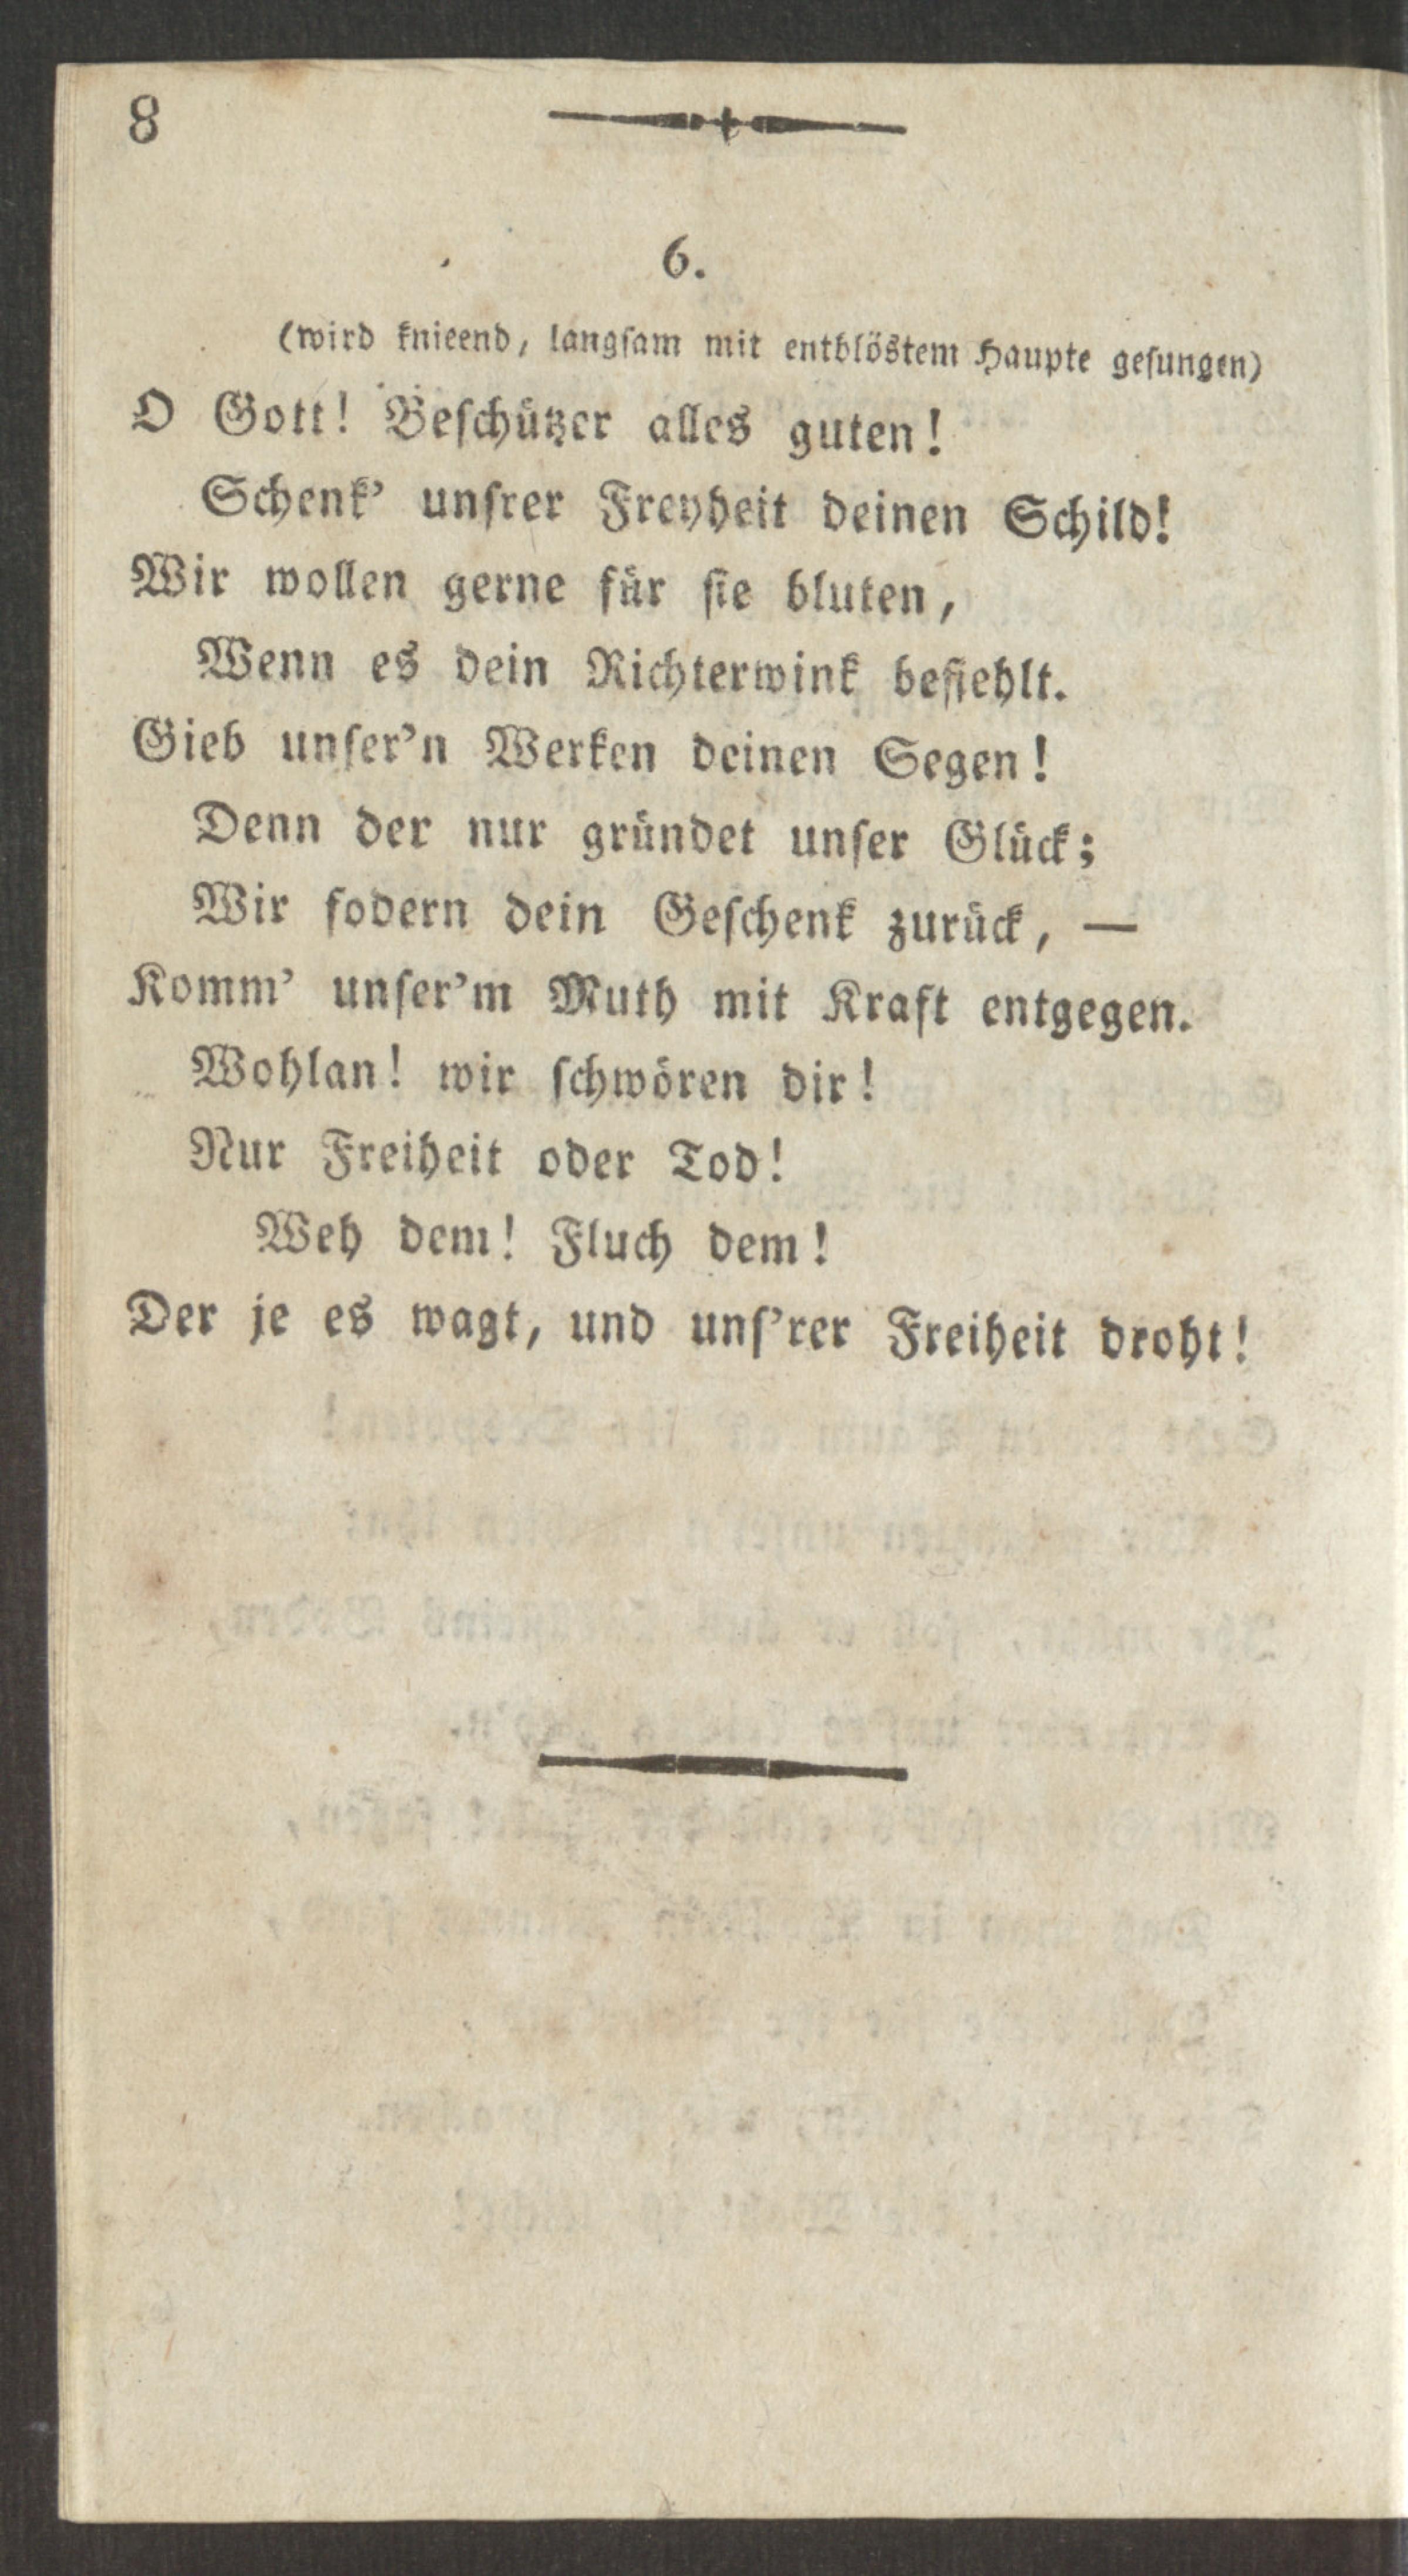 8
6.
(wird knieend, langſam mit entblöstem Haupte geſungen)
O Gott! Beſchützer alles guten!
Schenk' unſrer Freyheit deinen Schild!
Wir wollen gerne für ſie bluten,
Wenn es dein Richterwink befiehlt.
Gieb unſer'n Werken deinen Segen!
Denn der nur gründet unſer Glück;
Wir fodern dein Geſchenk zurück, —
Komm' unſer'm Muth mit Kraft entgegen.
Wohlan! wir ſchwören dir!
Nur Freiheit oder Tod!
Weh dem! Fluch dem!
Der je es wagt, und unſ'rer Freiheit droht!